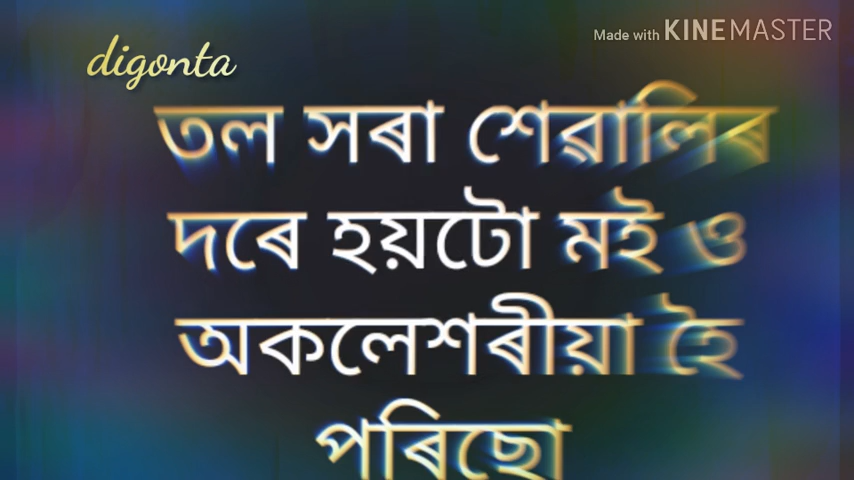 Made with KINEMASTER
digonta
তল সৰা শেৱালিৰ
দৰে হয়টো মই ও
অকলেশৰীয়া হৈ
পৰিছো